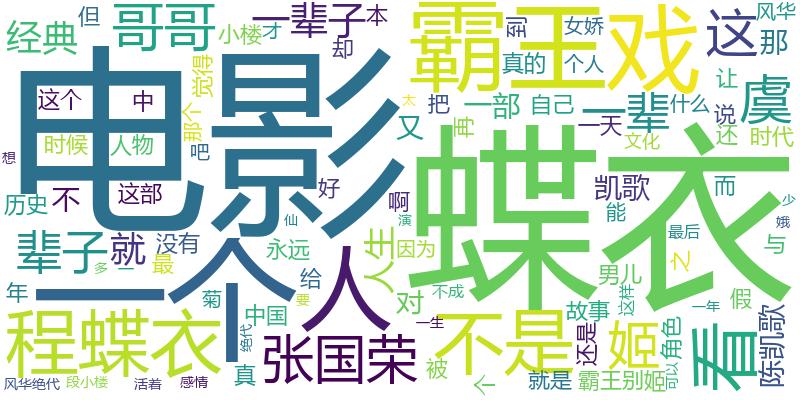 经典
但
哥哥
小楼
才
一辈子
本
却
霸王
戏
屈
女娇
这
风华
那
真的
个人
让
虞
电影
这个
中
那个
觉得
吧
太
把
又
再
一部
自己
一辈
什么
说
一天
还
时代
想
时候
人物
文化
不
这部
历史
好
啊
蝶衣
凯歌
能
而
少
辈子
就
没有
最
多
一
一个
人
永远
仙
演
给
人生
因为
要
对
不成
男儿
之
最后
娥
与
年
菊
中国
程蝶衣
绝代
真
张国荣
一生
被
不是
故事
还是
姬
这样
角色
可以
看
一年
假
陈凯歌
个
就是
霸王别姬
风华绝代
段小楼
活着
感情